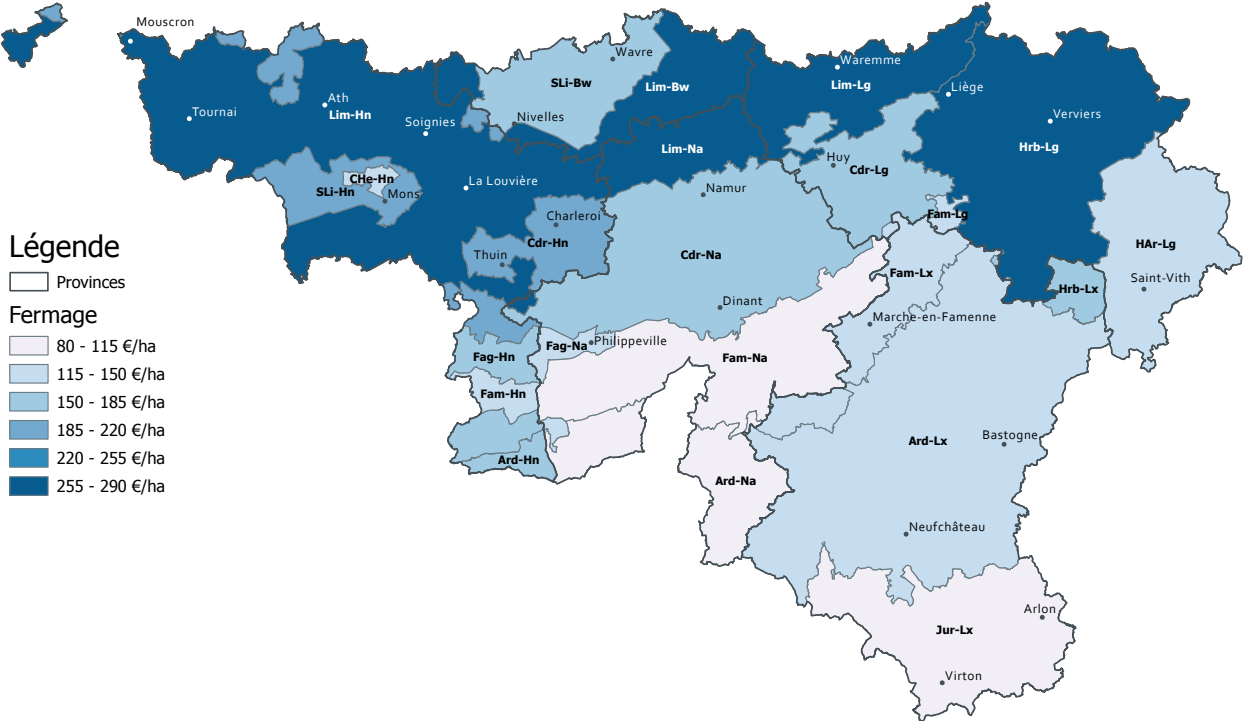 Mouscron
Wavre
SLi-Bw
Waremme
Lim-Bw
Lim-Lg
Liège
Ath
Lim-Hn
Tournai
Soignies
Nivelles
Verviers
Lim-Na
Hrb-Lg
Huy
Cdr-Lg
CHe-Hn
SLi-Hn
Mons
La Louvière
Namur
Charleroi
Cdr-Hn
Fam-Lg
HAr-Lg
Légende
Provinces
Thuin
Cdr-Na
Fam-Lx
Saint-Vith
Hrb-Lx
Dinant
Marche-en-Famenne
Fermage
80 - 115 €/ha
115 - 150 €/ha
150 - 185 €/ha
185 - 220 €/ha
220 - 255 €/ha
255 - 290 €/ha
Fag-Na
Philippeville
Fag-Hn
Fam-Na
Fam-Hn
Ard-Lx
Bastogne
Ard-Hn
Ard-Na
Neufchâteau
Arlon
Jur-Lx
Virton